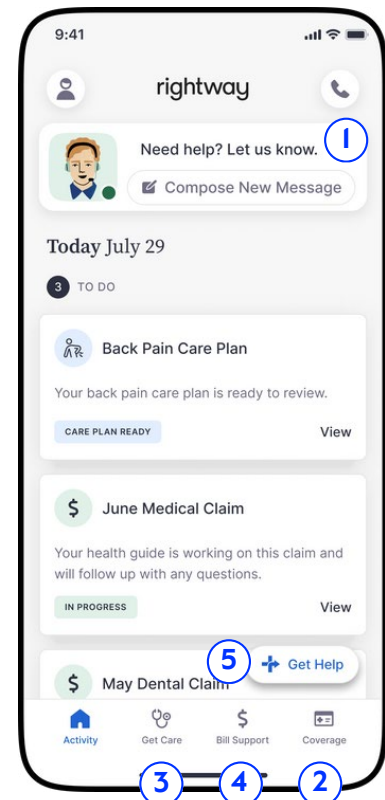 9:41
rightway
1
Need help? Let us know.
Compose New Message
Today July 29
3 TO DO
Back Pain Care Plan
Your back pain care plan is ready to review.
CARE PLAN READY View
$ June Medical Claim
Your health guide is working on this claim and
will follow up with any questions.
IN PROGRESS View
5 Get Help
$ May Dental Claim
$
Activity Get Care Bill Support Coverage
3 4 2